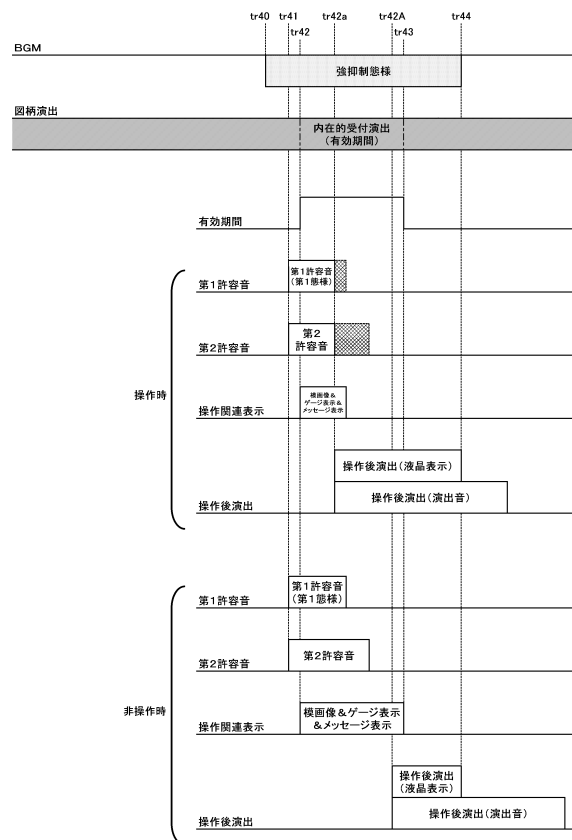 tr40 tr41 tr42a tr42A tr44
tr42 tr43
BGM
強抑制態様
図柄演出
内在的受付演出
(有効期間)
有効期間
操作時
第1許容音
第1許容音
(第1態様)
第2許容音
第2
許容音
操作関連表示
模画像&
ゲージ表示&
メッセージ表示
操作後演出(液晶表示)
操作後演出
操作後演出(演出音)
非操作時
第1許容音
第1許容音
(第1態様)
第2許容音
第2許容音
操作関連表示
模画像&ゲージ表示
&メッセージ表示
操作後演出
(液晶表示)
操作後演出
操作後演出(演出音)